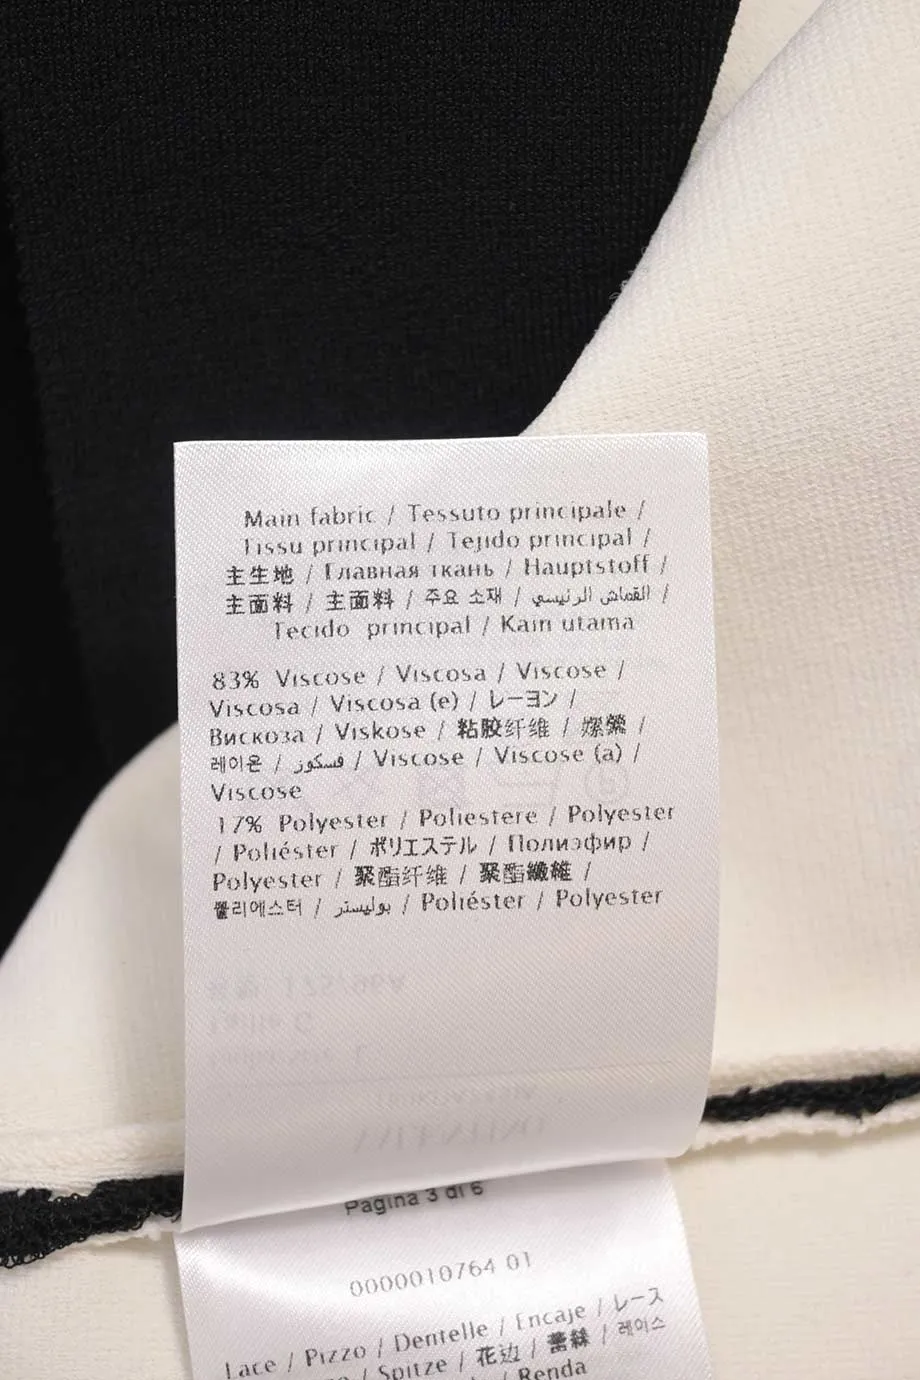 Main fabric / Tessuto principale /
Tissu principal / Tejido principal /
主生地 / Главная ткань / Hauptstoff /
主面料 / 主面料 / 주요 소재 / القماش الرئيسي /
Tecido principal / Kain utama
83% Viscose / Viscosa / Viscose /
Viscosa / Viscosa (e) / レーヨン /
Вискоза / Viskose / 粘胶纤维 / 嫘縈 /
레이온 / فسكوز / Viscose / Viscose (a) /
Viscose
17% Polyester / Poliestere / Polyester
/ Poliéster / ポリエステル / Полиэфир /
Polyester / 聚酯纤维 / 聚酯纖維 /
폴리에스터 / بوليستر / Poliéster / Polyester
Pagina 3 di 6
0000010764 01
Lace / Pizzo / Dentelle / Encaje / レース
/ Spitze / 花边 / 蕾絲 / 레이스
/ Renda